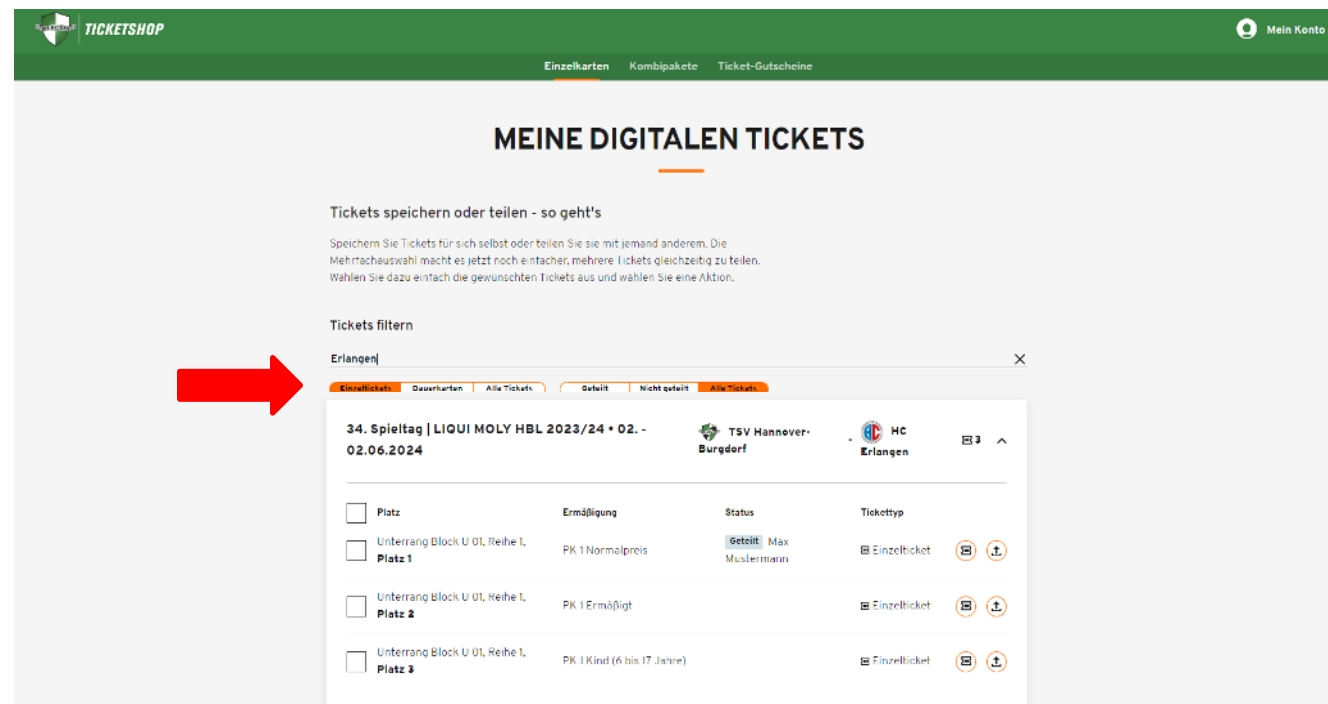 TICKETSHOP
Mein Konto
Einzelkarten Kombipakete Ticket-Gutscheine
MEINE DIGITALEN TICKETS
Tickets speichern oder teilen - so geht's
Speichern Sie Tickets für sich selbst oder teilen Sie sie mit jemand anderem. Die
Mehrfachauswahl macht es jetzt noch einfacher, mehrere Tickets gleichzeitig zu teilen.
Wählen Sie dazu einfach die gewünschten Tickets aus und wählen Sie eine Aktion.
Tickets filtern
Erlangen
Einzeltickets Dauerkarten Alle Tickets Geteilt Nicht geteilt Alle Tickets
34. Spieltag | LIQUI MOLY HBL 2023/24 • 02. - TSV Hannover- - HC 3
02.06.2024 Burgdorf Erlangen
Platz Ermäßigung Status Tickettyp
Unterrang Block U 01, Reihe 1, Geteilt Max
Platz 1 PK 1 Normalpreis Mustermann Einzelticket
Unterrang Block U 01, Reihe 1,
Platz 2 PK 1 Ermäßigt Einzelticket
Unterrang Block U 01, Reihe 1,
Platz 3 PK 1 Kind (6 bis 17 Jahre) Einzelticket